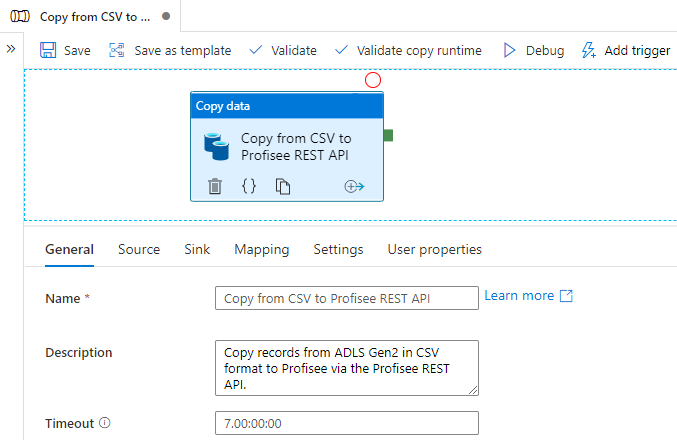 Copy from CSV to ...
Save
Save as template
Validate
Validate copy runtime
Debug
Add trigger
Copy data
Copy from CSV to
Profisee REST API
General
Source
Sink
Mapping
Settings
User properties
Name *
Copy from CSV to Profisee REST API
Learn more
Description
Copy records from ADLS Gen2 in CSV
format to Profisee via the Profisee REST
API.
Timeout
7.00:00:00